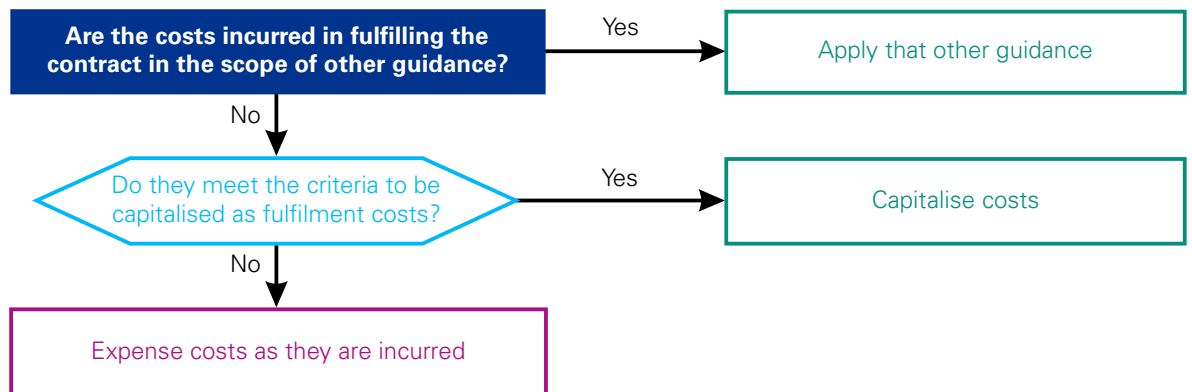 Are the costs incurred in fulfilling the
contract in the scope of other guidance?
Yes
Apply that other guidance
No
Do they meet the criteria to be
capitalised as fulfilment costs?
Yes
Capitalise costs
No
Expense costs as they are incurred